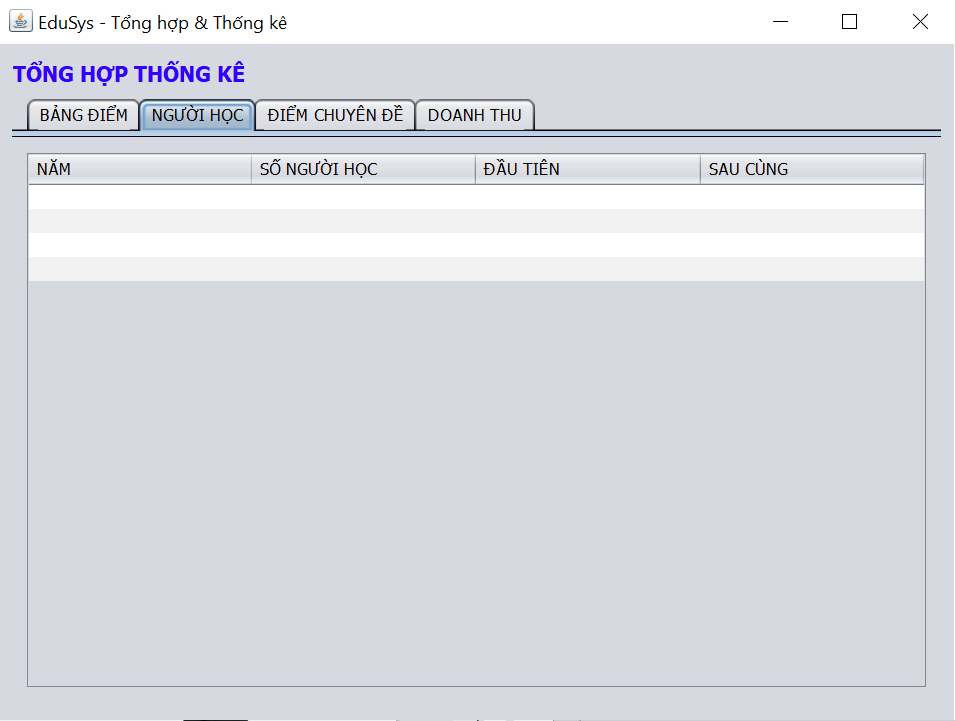 EduSys - Tổng hợp & Thống kê
TỔNG HỢP THỐNG KÊ
BẢNG ĐIỂM NGƯỜI HỌC ĐIỂM CHUYÊN ĐỀ DOANH THU
NĂM SỐ NGƯỜI HỌC ĐẦU TIÊN SAU CÙNG